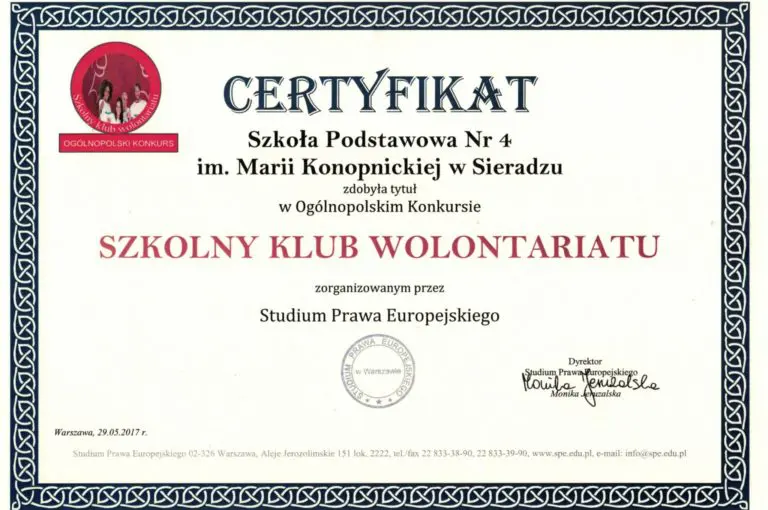 Szkolny klub wolontariatu
OGÓLNOPOLSKI KONKURS
CERTYFIKAT
Szkoła Podstawowa Nr 4
im. Marii Konopnickiej w Sieradzu
zdobyła tytuł
w Ogólnopolskim Konkursie
SZKOLNY KLUB WOLONTARIATU
zorganizowanym przez
Studium Prawa Europejskiego
STUDIUM PRAWA EUROPEJSKIEGO
w Warszawie
Dyrektor
Studium Prawa Europejskiego
Monika Jeruzalska
Monika Jeruzalska
Warszawa, 29.05.2017 r.
Studium Prawa Europejskiego 02-326 Warszawa, Aleje Jerozolimskie 151 lok. 2222, tel./fax 22 833-38-90, 22 833-39-90, www.spe.edu.pl, e-mail: info@spe.edu.pl